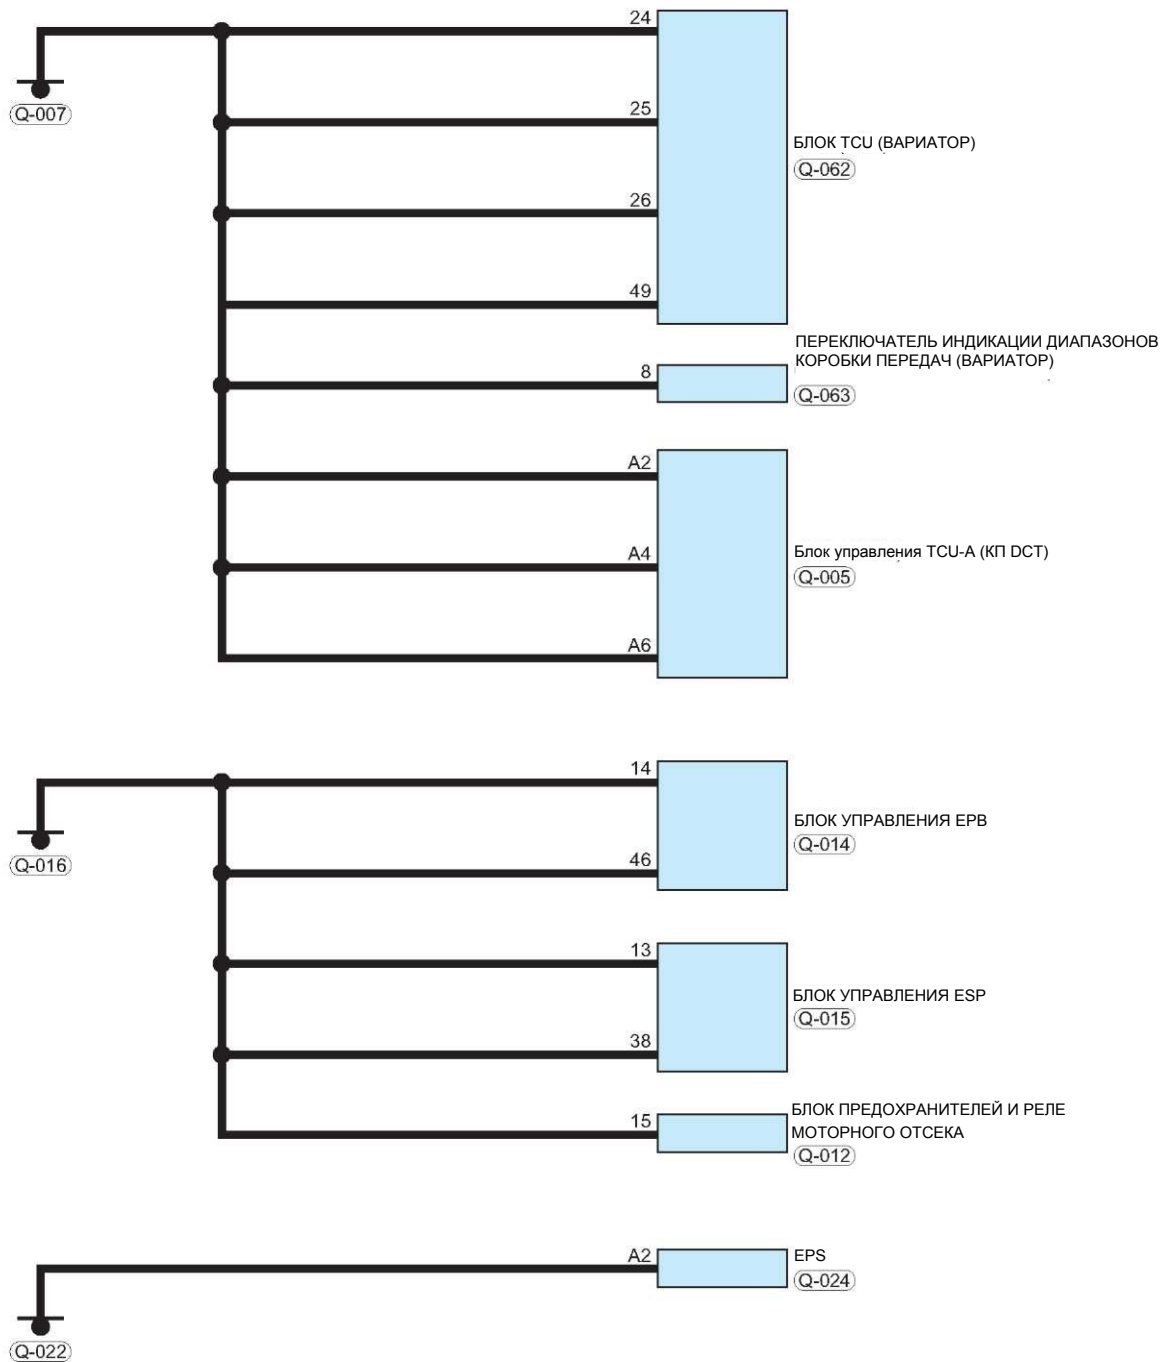 24
Q-007
25
БЛОК TCU (ВАРИАТОР)
Q-062
26
49
ПЕРЕКЛЮЧАТЕЛЬ ИНДИКАЦИИ ДИАПАЗОНОВ
КОРОБКИ ПЕРЕДАЧ (ВАРИАТОР)
8
Q-063
A2
A4
Блок управления TCU-A (КП DCT)
Q-005
A6
14
БЛОК УПРАВЛЕНИЯ EPB
Q-014
Q-016
46
13
БЛОК УПРАВЛЕНИЯ ESP
Q-015
38
БЛОК ПРЕДОХРАНИТЕЛЕЙ И РЕЛЕ
15
МОТОРНОГО ОТСЕКА
Q-012
A2
EPS
Q-024
Q-022